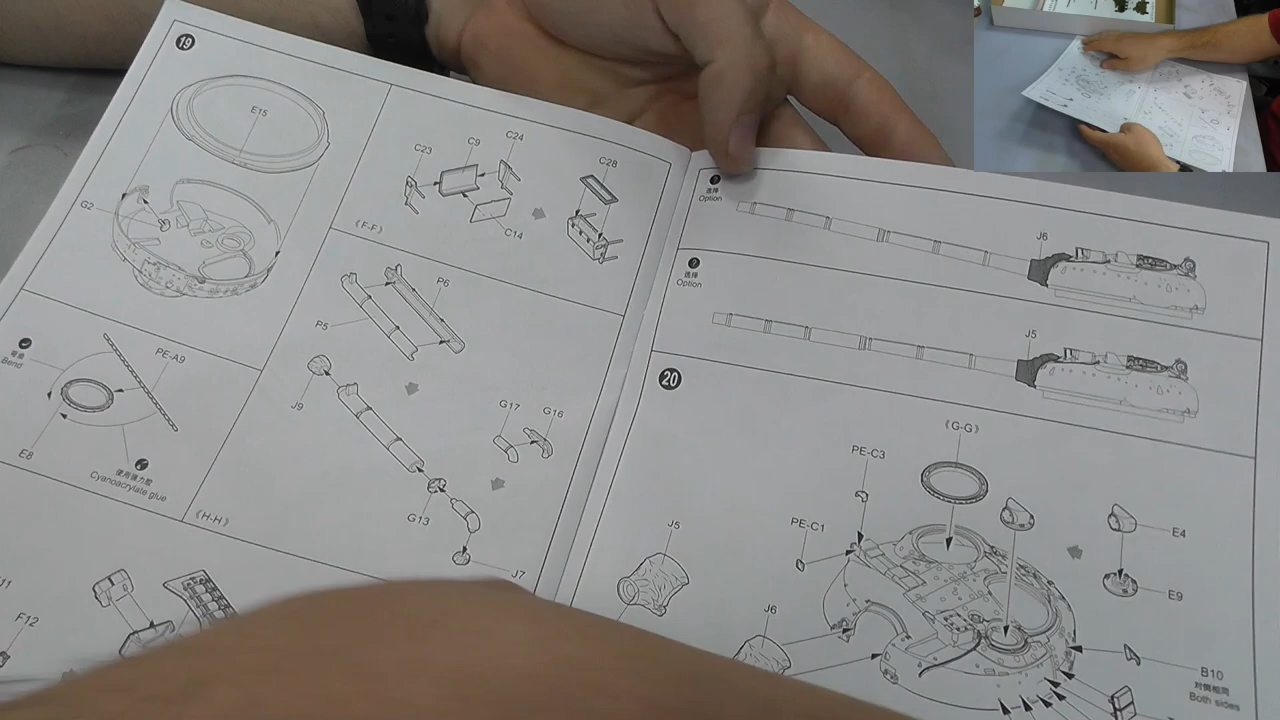 19
E15
G2
C23
C9
C24
C14
C28
《F-F》
弯曲
Bend
PE-A9
E8
使用强力胶
Cyanoacrylate glue
《H-H》
P6
P5
J9
G17
G16
G13
J7
F12
?
选择
Option
J6
?
选择
Option
J5
20
《G-G》
PE-C3
PE-C1
E4
E9
J5
J6
B10
对侧相同
Both sides